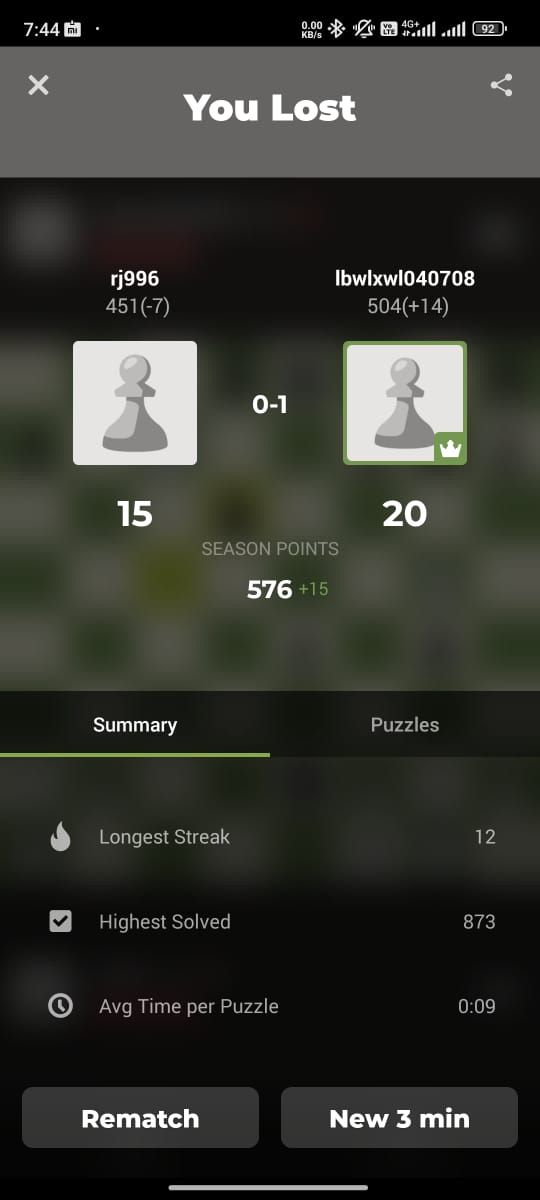 7:44
0.00
KB/s
Vo
LTE
4G+
92
You Lost
rj996
lbwlxwl040708
451(-7)
504(+14)
0-1
15
20
SEASON POINTS
576 +15
Summary
Puzzles
Longest Streak
12
Highest Solved
873
Avg Time per Puzzle
0:09
Rematch
New 3 min